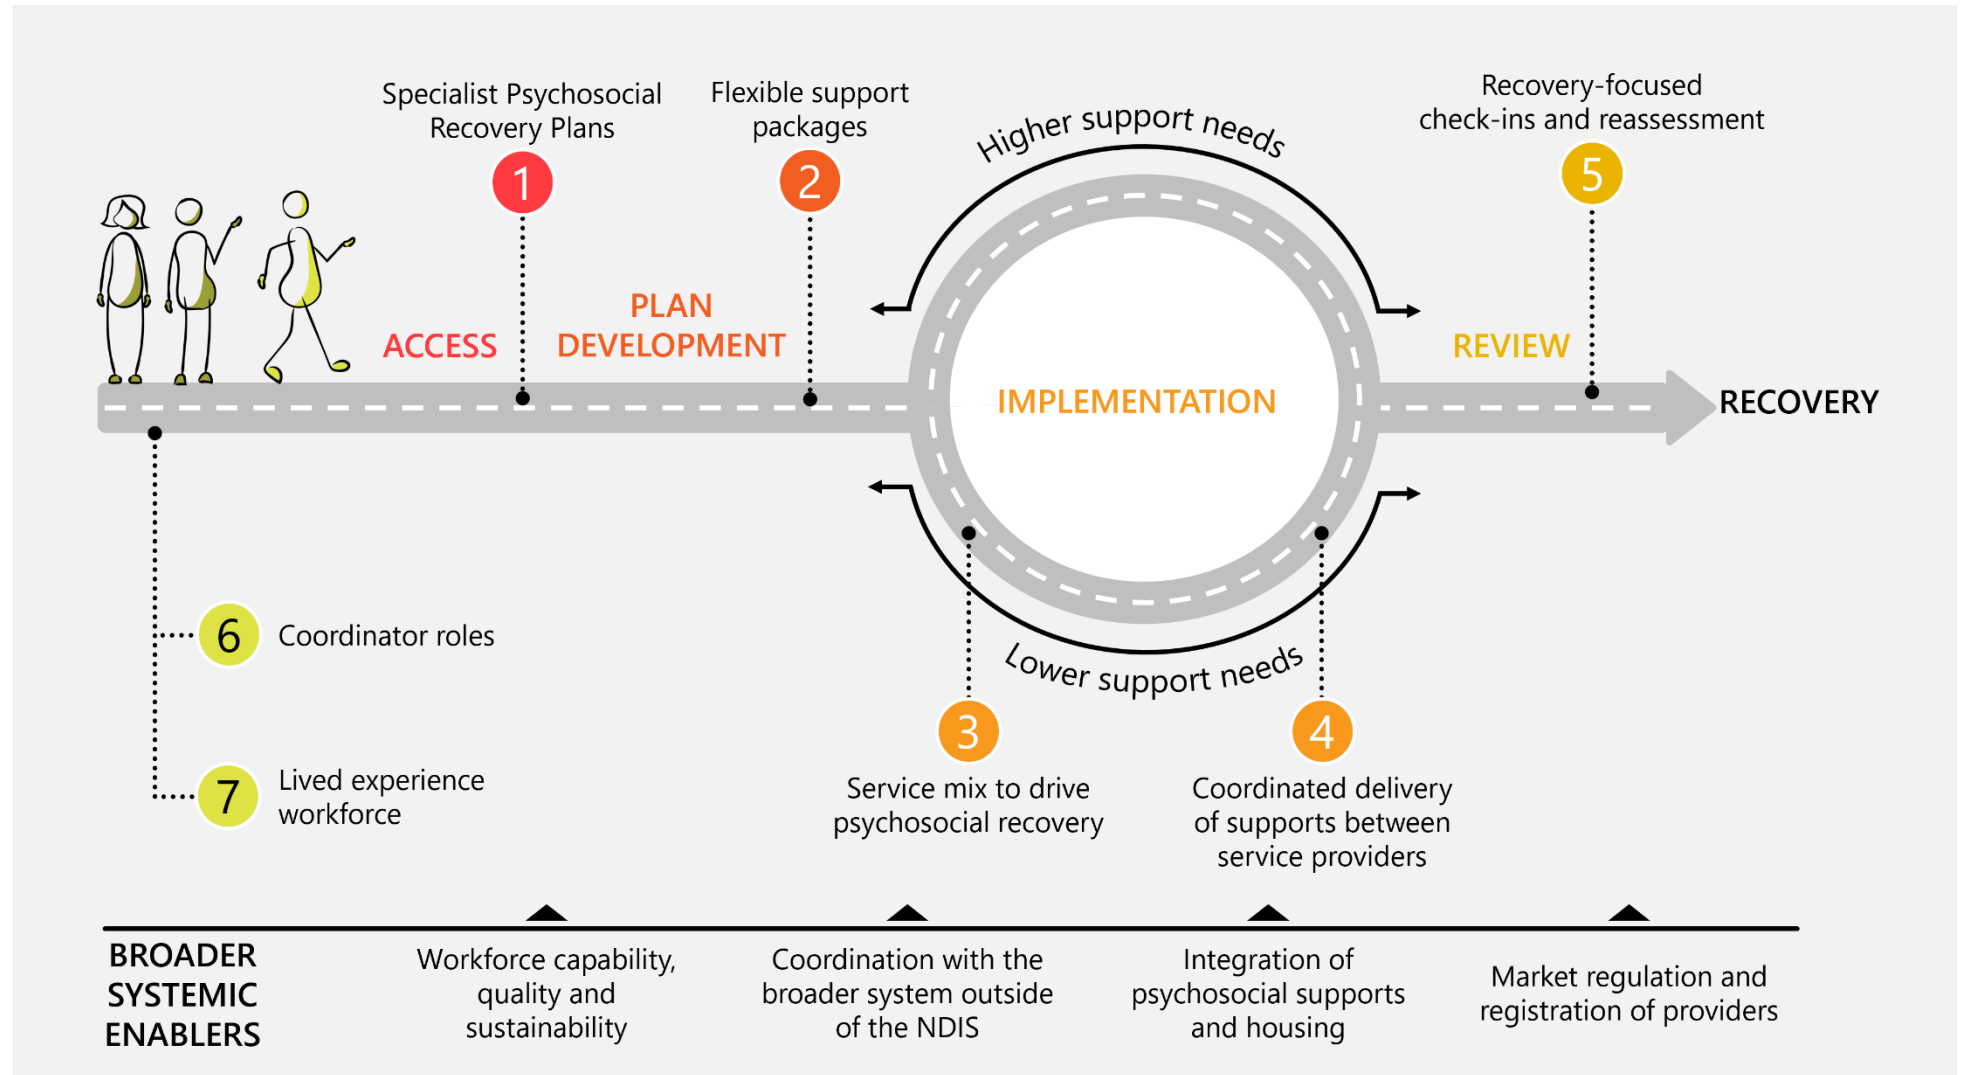 Specialist Psychosocial
Recovery Plans
1
Flexible support
packages
2
Higher support needs
Recovery-focused
check-ins and reassessment
5
ACCESS
PLAN
DEVELOPMENT
IMPLEMENTATION
REVIEW
RECOVERY
Lower support needs
6
Coordinator roles
7
Lived experience
workforce
3
Service mix to drive
psychosocial recovery
4
Coordinated delivery
of supports between
service providers
BROADER
SYSTEMIC
ENABLERS
Workforce capability,
quality and
sustainability
Coordination with the
broader system outside
of the NDIS
Integration of
psychosocial supports
and housing
Market regulation and
registration of providers